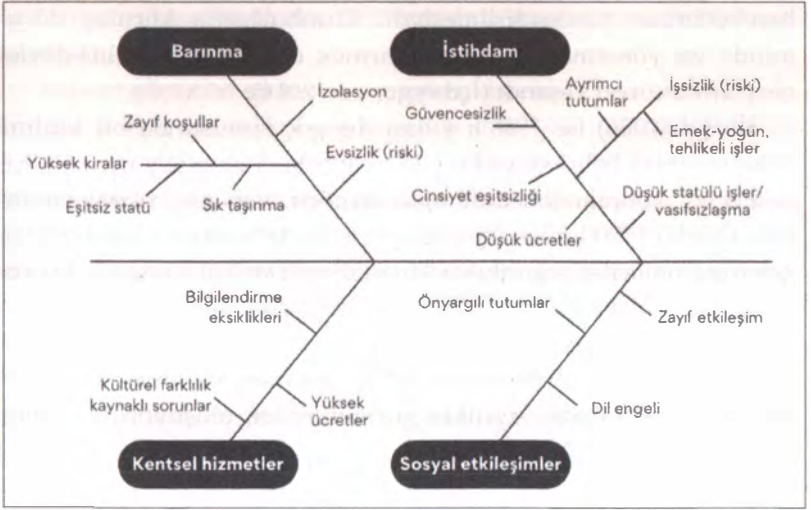 Barınma
İstihdam
İzolasyon
Zayıf koşullar
Evsizlik (riski)
Yüksek kiralar
Eşitsiz statü
Sık taşınma
Ayrımcı
tutumlar
İşsizlik (riski)
Güvencesizlik
Emek-yoğun,
tehlikeli işler
Cinsiyet eşitsizliği
Düşük statülü işler/
vasıfsızlaşma
Düşük ücretler
Bilgilendirme
eksiklikleri
Önyargılı tutumlar
Zayıf etkileşim
Kültürel farklılık
kaynaklı sorunlar
Yüksek
ücretler
Dil engeli
Kentsel hizmetler
Sosyal etkileşimler